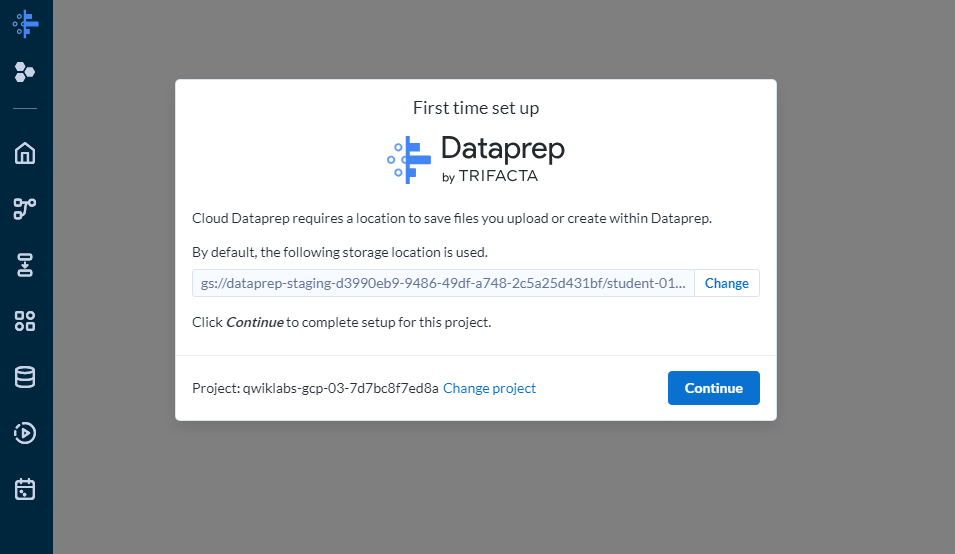 First time set up
Dataprep
by TRIFACTA
Cloud Dataprep requires a location to save files you upload or create within Dataprep.
By default, the following storage location is used.
gs://dataprep-staging-d3990eb9-9486-49df-a748-2c5a25d431bf/student-01... Change
Click Continue to complete setup for this project.
Project: qwiklabs-gcp-03-7d7bc8f7ed8a Change project Continue